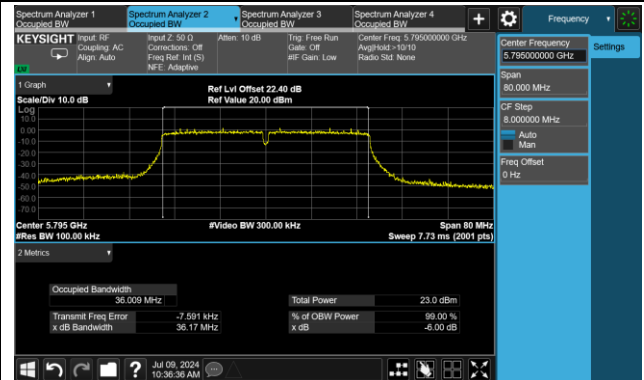 Spectrum Analyzer 1
Occupied BW
Spectrum Analyzer 2
Occupied BW
Spectrum Analyzer 3
Occupied BW
Spectrum Analyzer 4
Occupied BW
+
Frequency
KEYSIGHT
Input: RF
Coupling: AC
Align: Auto
Input Z: 50 Ω
Corrections: Off
Freq Ref: Int (S)
NFE: Adaptive
Atten: 10 dB
Trig: Free Run
Gate: Off
#IF Gain: Low
Center Freq: 5.795000000 GHz
Avg|Hold:>10/10
Radio Std: None
Center Frequency
5.795000000 GHz
Settings
Span
80.000 MHz
CF Step
8.000000 MHz
Auto
Man
Freq Offset
0 Hz
1 Graph
Scale/Div 10.0 dB
Ref Lvl Offset 22.40 dB
Ref Value 20.00 dBm
Log
10.0
0.00
-10.0
-20.0
-30.0
-40.0
-50.0
-60.0
-70.0
Center 5.795 GHz
#Video BW 300.00 kHz
Span 80 MHz
#Res BW 100.00 kHz
Sweep 7.73 ms (2001 pts)
2 Metrics
Occupied Bandwidth
36.009 MHz
Total Power
23.0 dBm
Transmit Freq Error
-7.591 kHz
% of OBW Power
99.00 %
x dB Bandwidth
36.17 MHz
x dB
-6.00 dB
?
Jul 09, 2024
10:36:36 AM